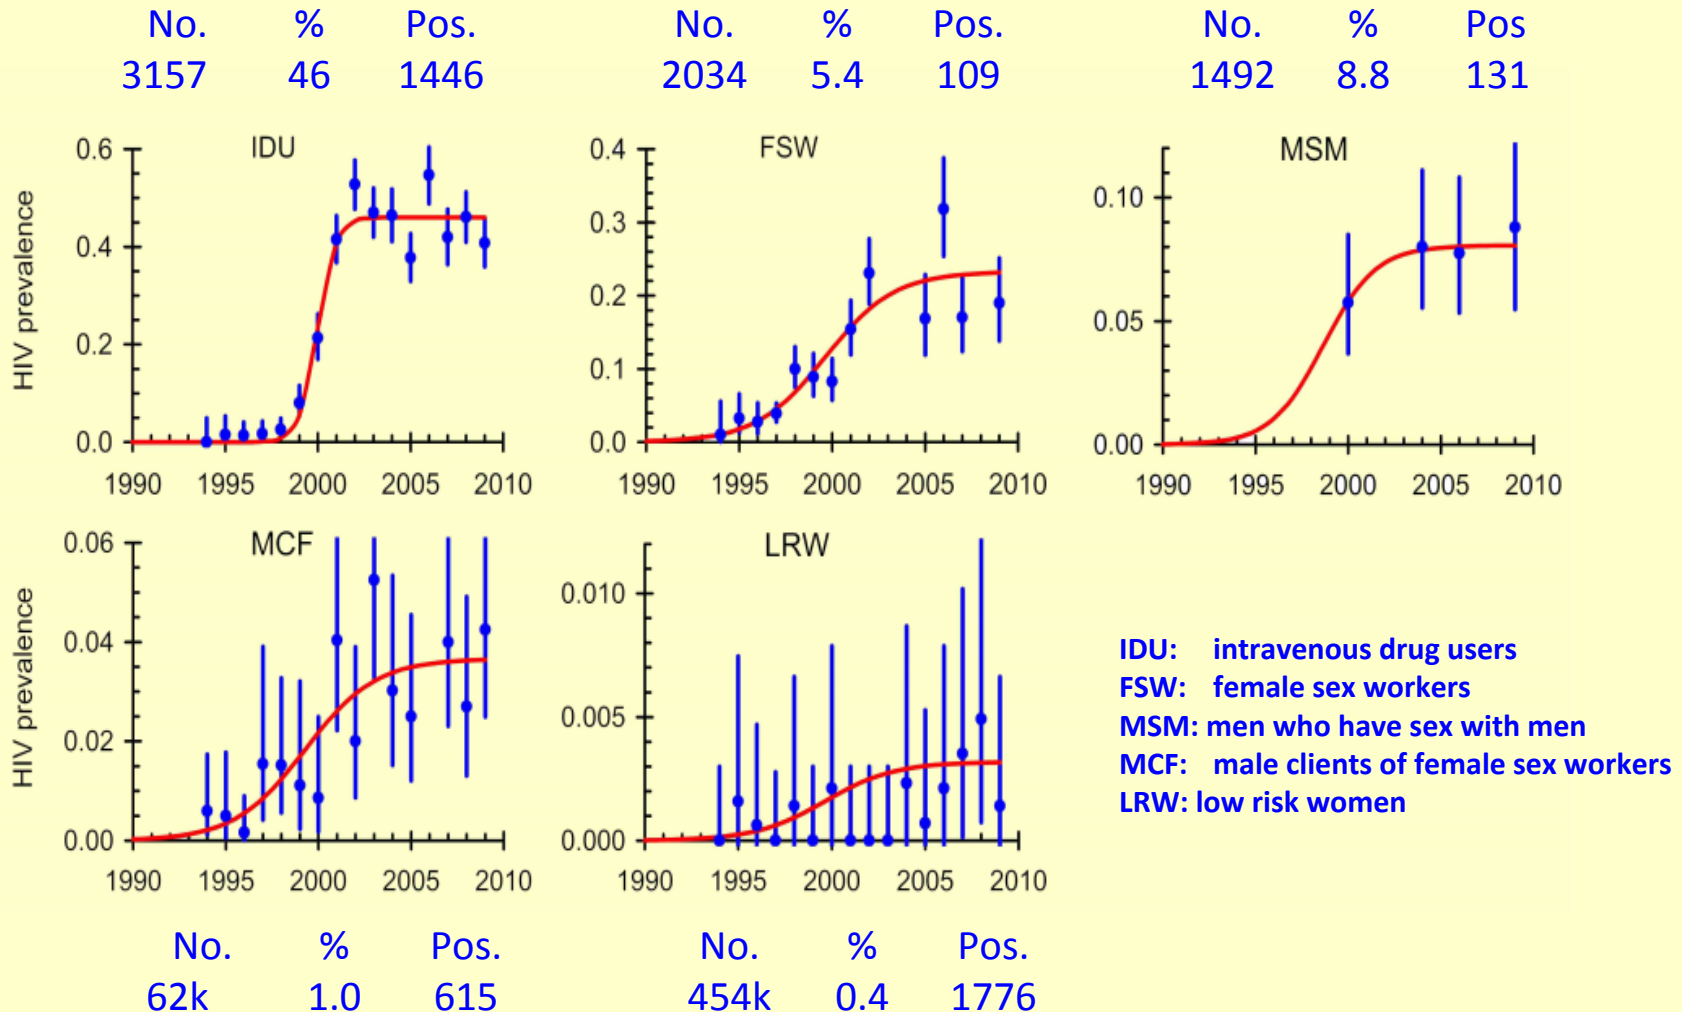 No. % Pos.
3157 46 1446
No. % Pos.
2034 5.4 109
No. % Pos
1492 8.8 131
IDU
HIV prevalence
0.6
0.4
0.2
0.0
1990 1995 2000 2005 2010
FSW
0.4
0.3
0.2
0.1
0.0
1990 1995 2000 2005 2010
MSM
0.10
0.05
0.00
1990 1995 2000 2005 2010
MCF
HIV prevalence
0.06
0.04
0.02
0.00
1990 1995 2000 2005 2010
LRW
0.010
0.005
0.000
1990 1995 2000 2005 2010
IDU: intravenous drug users
FSW: female sex workers
MSM: men who have sex with men
MCF: male clients of female sex workers
LRW: low risk women
No. % Pos.
62k 1.0 615
No. % Pos.
454k 0.4 1776